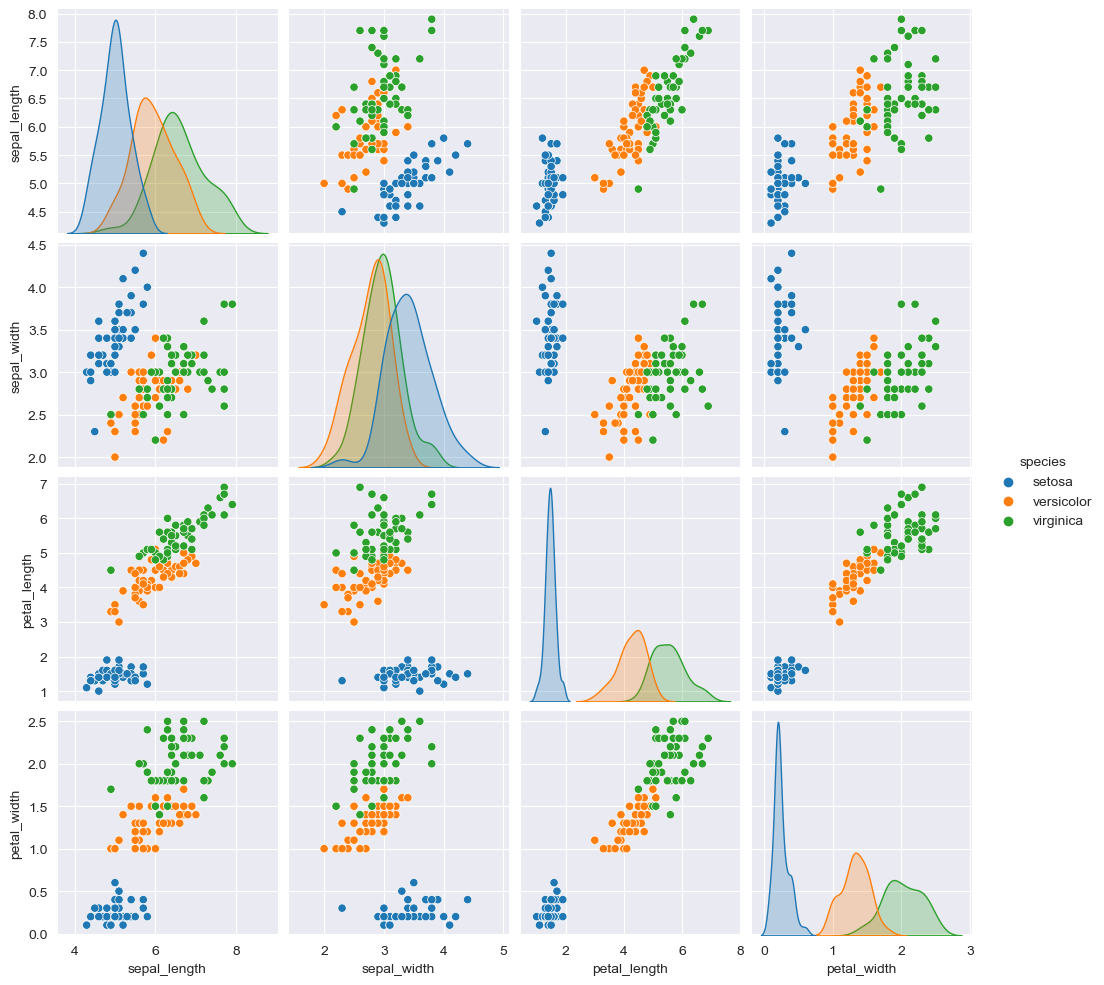 8.0
7.5
7.0
6.5
6.0
5.5
5.0
4.5
sepal_length
4.5
4.0
3.5
3.0
2.5
2.0
sepal_width
7
6
5
4
3
2
1
petal_length
2.5
2.0
1.5
1.0
0.5
0.0
petal_width
4 6 8
sepal_length
2 3 4 5
sepal_width
2 4 6 8
petal_length
0 1 2 3
petal_width
species
setosa
versicolor
virginica